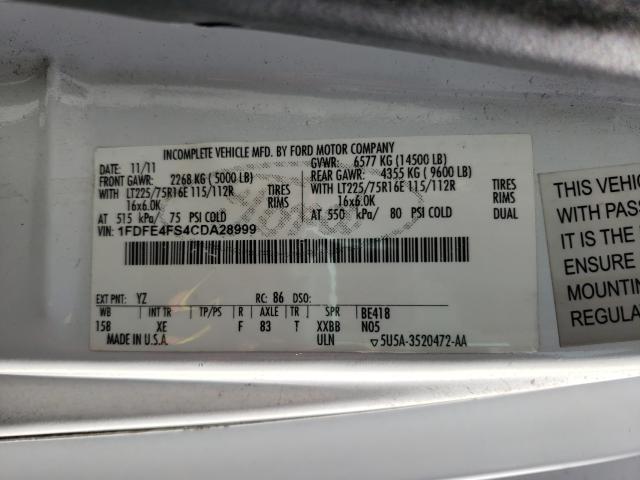 INCOMPLETE VEHICLE MFD. BY FORD MOTOR COMPANY
DATE: 11/11 GVWR: 6577 KG (14500 LB)
FRONT GAWR: 2268 KG (5000 LB) REAR GAWR: 4355 KG (9600 LB)
WITH LT225/75R16E 115/112R TIRES WITH LT225/75R16E 115/112R TIRES
16x6.0K RIMS 16x6.0K RIMS
AT 515 kPa/ 75 PSI COLD AT 550 kPa/ 80 PSI COLD DUAL
VIN: 1FDFE4FS4CDA28999
Ford
EXT PNT: YZ RC: 86 DSO:
WB INT TR TP/PS R AXLE TR SPR BE418
158 XE F 83 T XXBB N05
MADE IN U.S.A. ULN ▽5U5A-3520472-AA
THIS VEHIC
WITH PASS
IT IS THE
ENSURE
MOUNTIN
REGULA